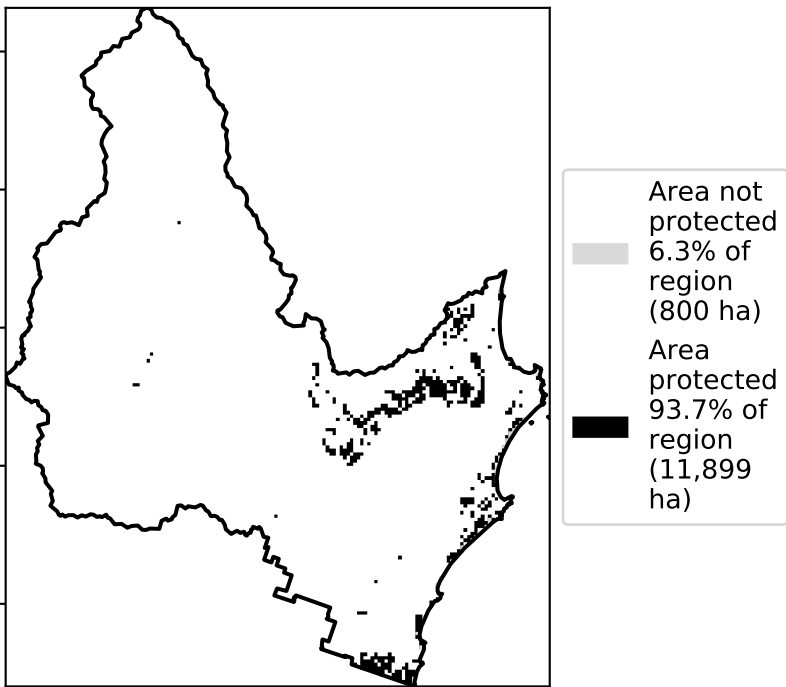 Area not
protected
6.3% of
region
(800 ha)
Area
protected
93.7% of
region
(11,899
ha)